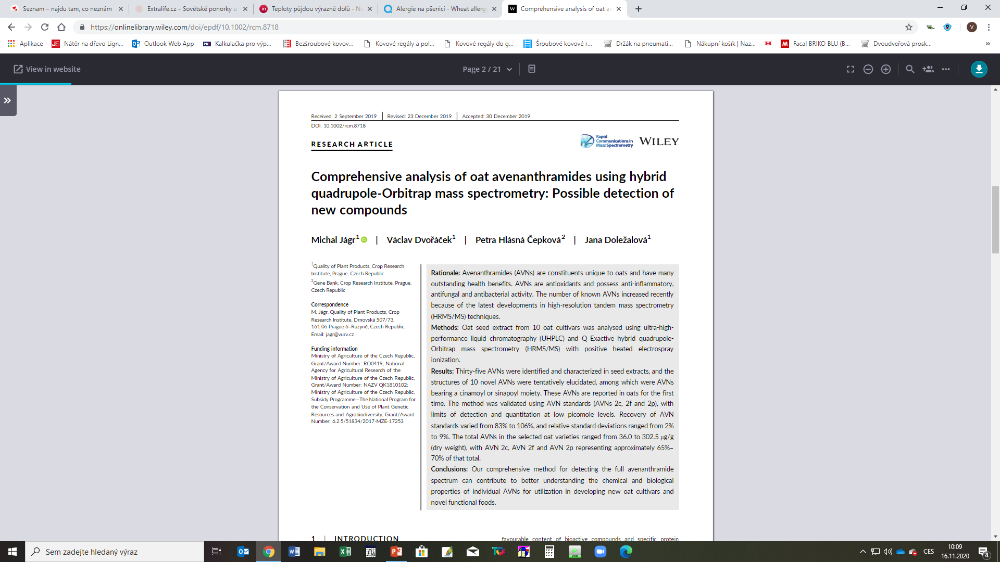 Seznam – najdu tam, co neznám
Extralife.cz – Sovětské ponorky u
Teploty půjdou výrazně dolů - No
Alergie na pšenici - Wheat allergy
Comprehensive analysis of oat av
https://onlinelibrary.wiley.com/doi/epdf/10.1002/rcm.8718
V
Aplikace
JS Nátěr na dřevo Lign...
Outlook Web App
Kalkulačka pro výp...
Bezšroubové kovov...
Kovové regály a pol...
Kovové regály do g...
Šroubové kovové r...
Držák na pneumati...
Nákupní košík | Naz...
H
M Facal BRIKO BLU (B...
Dvoudveřová prosk...
View in website
Page 2 / 21
Received: 2 September 2019 | Revised: 23 December 2019 | Accepted: 30 December 2019
DOI: 10.1002/rcm.8718
RESEARCH ARTICLE
Rapid
Communications in
Mass Spectrometry
WILEY
Comprehensive analysis of oat avenanthramides using hybrid
quadrupole-Orbitrap mass spectrometry: Possible detection of
new compounds
Michal Jágr1 iD | Václav Dvořáček1 | Petra Hlásná Čepková2 | Jana Doležalová1
1Quality of Plant Products, Crop Research
Institute, Prague, Czech Republic
2Gene Bank, Crop Research Institute, Prague,
Czech Republic
Correspondence
M. Jágr, Quality of Plant Products, Crop
Research Institute, Drnovská 507/73,
161 06 Prague 6–Ruzyně, Czech Republic.
Email: jagr@vurv.cz
Funding information
Ministry of Agriculture of the Czech Republic,
Grant/Award Number: RO0419; National
Agency for Agricultural Research of the
Ministry of Agriculture of the Czech Republic,
Grant/Award Number: NAZV QK1810102;
Ministry of Agriculture of the Czech Republic,
Subsidy Programme—The National Program for
the Conservation and Use of Plant Genetic
Resources and Agrobiodiversity, Grant/Award
Number: 6.2.5/51834/2017-MZE-17253
Rationale: Avenanthramides (AVNs) are constituents unique to oats and have many
outstanding health benefits. AVNs are antioxidants and possess anti-inflammatory,
antifungal and antibacterial activity. The number of known AVNs increased recently
because of the latest developments in high-resolution tandem mass spectrometry
(HRMS/MS) techniques.
Methods: Oat seed extract from 10 oat cultivars was analysed using ultra-high-
performance liquid chromatography (UHPLC) and Q Exactive hybrid quadrupole-
Orbitrap mass spectrometry (HRMS/MS) with positive heated electrospray
ionization.
Results: Thirty-five AVNs were identified and characterized in seed extracts, and the
structures of 10 novel AVNs were tentatively elucidated, among which were AVNs
bearing a cinamoyl or sinapoyl moiety. These AVNs are reported in oats for the first
time. The method was validated using AVN standards (AVNs 2c, 2f and 2p), with
limits of detection and quantitation at low picomole levels. Recovery of AVN
standards varied from 83% to 106%, and relative standard deviations ranged from 2%
to 9%. The total AVNs in the selected oat varieties ranged from 36.0 to 302.5 μg/g
(dry weight), with AVN 2c, AVN 2f and AVN 2p representing approximately 65%–
70% of that total.
Conclusions: Our comprehensive method for detecting the full avenanthramide
spectrum can contribute to better understanding the chemical and biological
properties of individual AVNs for utilization in developing new oat cultivars and
novel functional foods.
1 | INTRODUCTION
favourable content of bioactive compounds and specific protein
Sem zadejte hledaný výraz
CES
10:09
16.11.2020
4